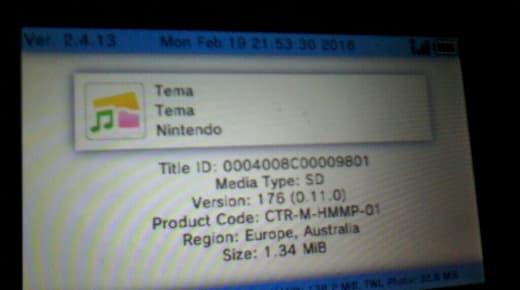 Ver. 2.4.13
Mon Feb 19 21:53:30 2018
Tema
Tema
Nintendo
Title ID: 0004008C00009801
Media Type: SD
Version: 176 (0.11.0)
Product Code: CTR-M-HMMP-01
Region: Europe, Australia
Size: 1.34 MiB